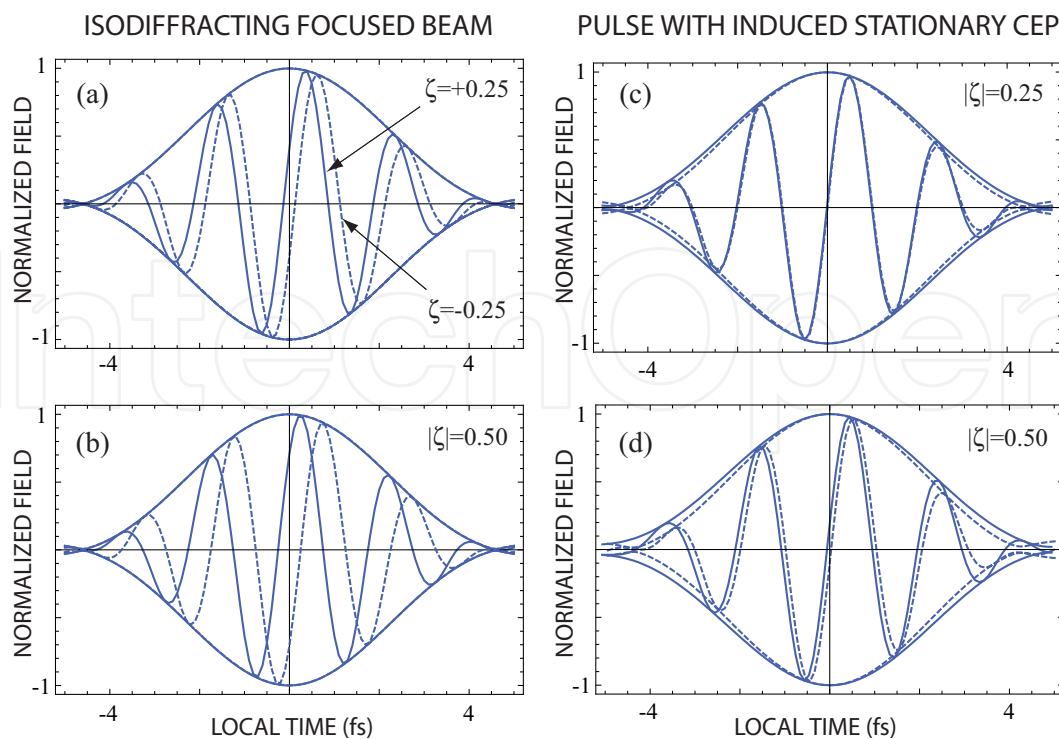 ISODIFFRACTING FOCUSED BEAM
PULSE WITH INDUCED STATIONARY CEP
(a)
1
NORMALIZED FIELD
ζ=+0.25
ζ=-0.25
-1
-4
4
(c)
1
NORMALIZED FIELD
|ζ|=0.25
-1
-4
4
(b)
1
NORMALIZED FIELD
|ζ|=0.50
-1
-4
4
LOCAL TIME (fs)
(d)
1
NORMALIZED FIELD
|ζ|=0.50
-1
-4
4
LOCAL TIME (fs)
ntechOpen